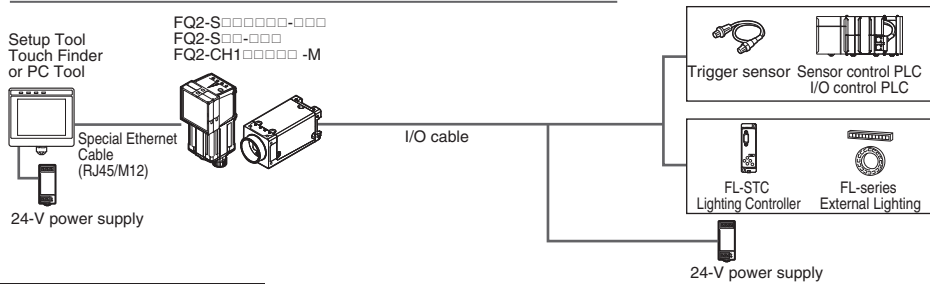 FQ2-S□□□□□□-□□□
FQ2-S□□-□□□
FQ2-CH1□□□□□ -M
Setup Tool
Touch Finder
or PC Tool
Special Ethernet
Cable
(RJ45/M12)
24-V power supply
I/O cable
Trigger sensor
Sensor control PLC
I/O control PLC
FL-STC
Lighting Controller
FL-series
External Lighting
24-V power supply